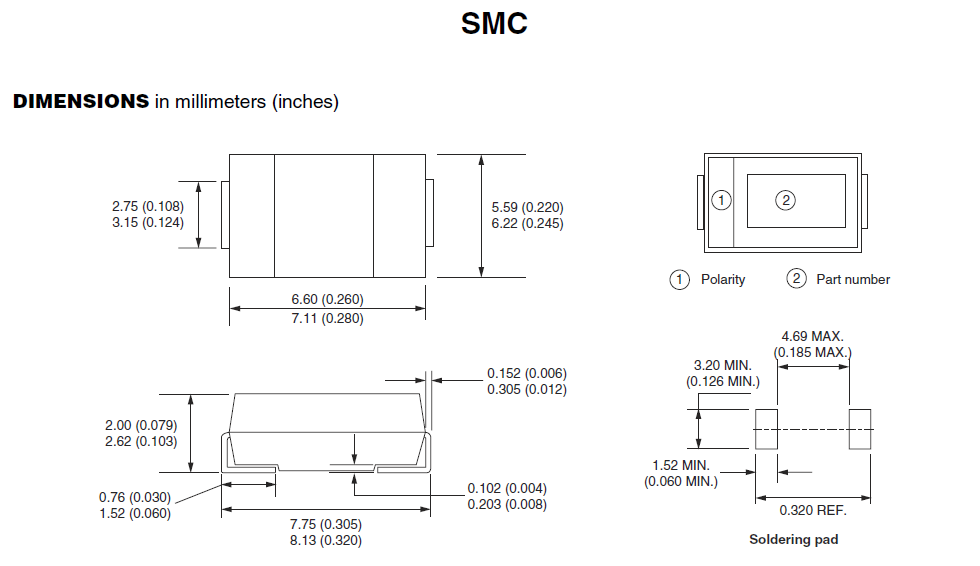 SMC
DIMENSIONS in millimeters (inches)
2.75 (0.108)
3.15 (0.124)
5.59 (0.220)
6.22 (0.245)
6.60 (0.260)
7.11 (0.280)
1
2
1 Polarity
2 Part number
0.152 (0.006)
0.305 (0.012)
2.00 (0.079)
2.62 (0.103)
0.76 (0.030)
1.52 (0.060)
0.102 (0.004)
0.203 (0.008)
7.75 (0.305)
8.13 (0.320)
4.69 MAX.
(0.185 MAX.)
3.20 MIN.
(0.126 MIN.)
1.52 MIN.
(0.060 MIN.)
0.320 REF.
Soldering pad